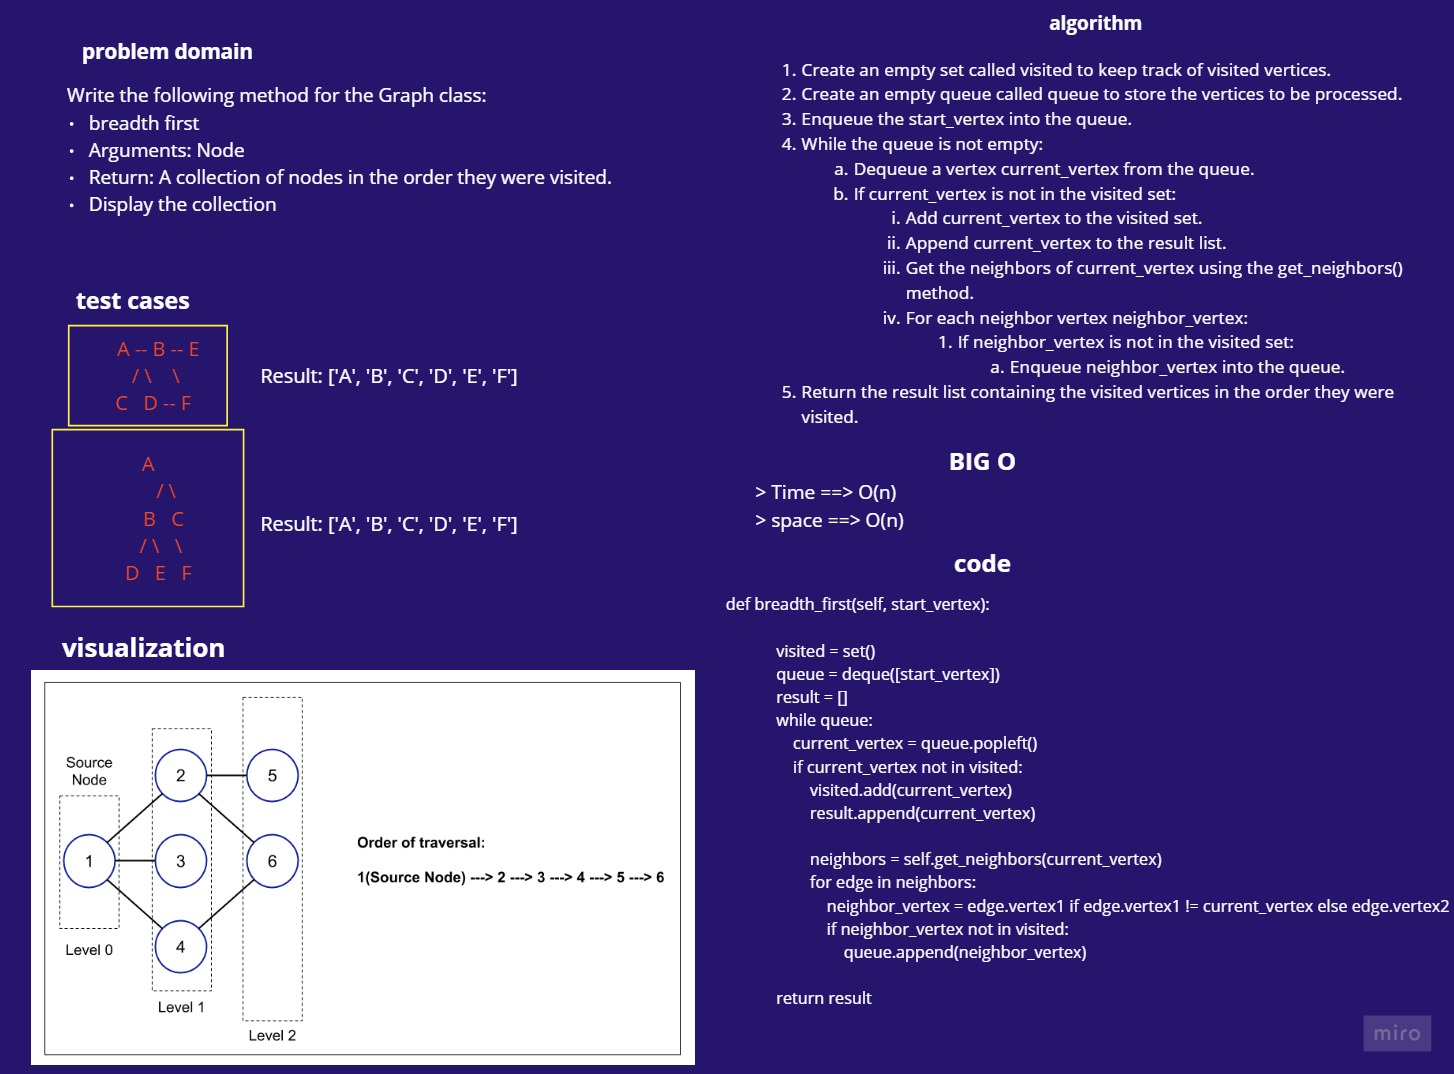 problem domain
Write the following method for the Graph class:
• breadth first
• Arguments: Node
• Return: A collection of nodes in the order they were visited.
• Display the collection
test cases
A -- B -- E
/ \ \
C D -- F
Result: ['A', 'B', 'C', 'D', 'E', 'F']
A
/ \
B C
/ \ \
D E F
Result: ['A', 'B', 'C', 'D', 'E', 'F']
visualization
Source
Node
1
2
3
4
5
6
Level 0
Level 1
Level 2
Order of traversal:
1(Source Node) ---> 2 ---> 3 ---> 4 ---> 5 ---> 6
algorithm
1. Create an empty set called visited to keep track of visited vertices.
2. Create an empty queue called queue to store the vertices to be processed.
3. Enqueue the start_vertex into the queue.
4. While the queue is not empty:
a. Dequeue a vertex current_vertex from the queue.
b. If current_vertex is not in the visited set:
i. Add current_vertex to the visited set.
ii. Append current_vertex to the result list.
iii. Get the neighbors of current_vertex using the get_neighbors()
method.
iv. For each neighbor vertex neighbor_vertex:
1. If neighbor_vertex is not in the visited set:
a. Enqueue neighbor_vertex into the queue.
5. Return the result list containing the visited vertices in the order they were
visited.
BIG O
> Time ==> O(n)
> space ==> O(n)
code
def breadth_first(self, start_vertex):
visited = set()
queue = deque([start_vertex])
result = []
while queue:
current_vertex = queue.popleft()
if current_vertex not in visited:
visited.add(current_vertex)
result.append(current_vertex)
neighbors = self.get_neighbors(current_vertex)
for edge in neighbors:
neighbor_vertex = edge.vertex1 if edge.vertex1 != current_vertex else edge.vertex2
if neighbor_vertex not in visited:
queue.append(neighbor_vertex)
return result
miro